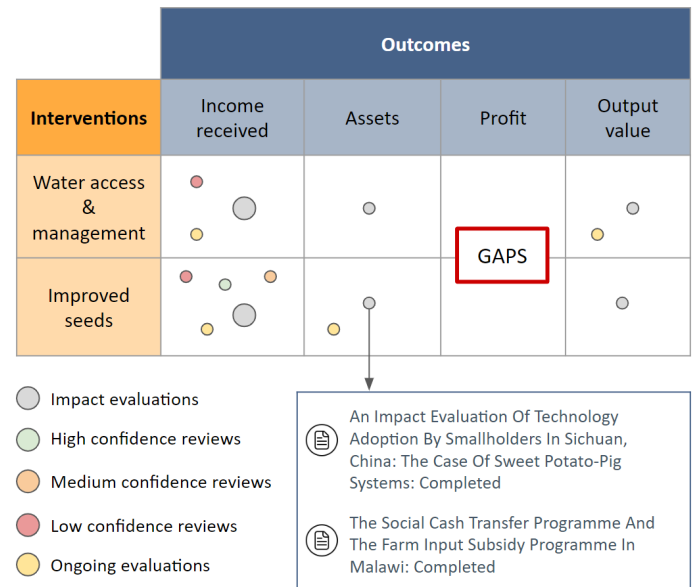 Outcomes
Interventions
Income
received
Assets
Profit
Output
value
Water access
&
management
GAPS
Improved
seeds
Impact evaluations
High confidence reviews
Medium confidence reviews
Low confidence reviews
Ongoing evaluations
An Impact Evaluation Of Technology
Adoption By Smallholders In Sichuan,
China: The Case Of Sweet Potato-Pig
Systems: Completed
The Social Cash Transfer Programme And
The Farm Input Subsidy Programme In
Malawi: Completed